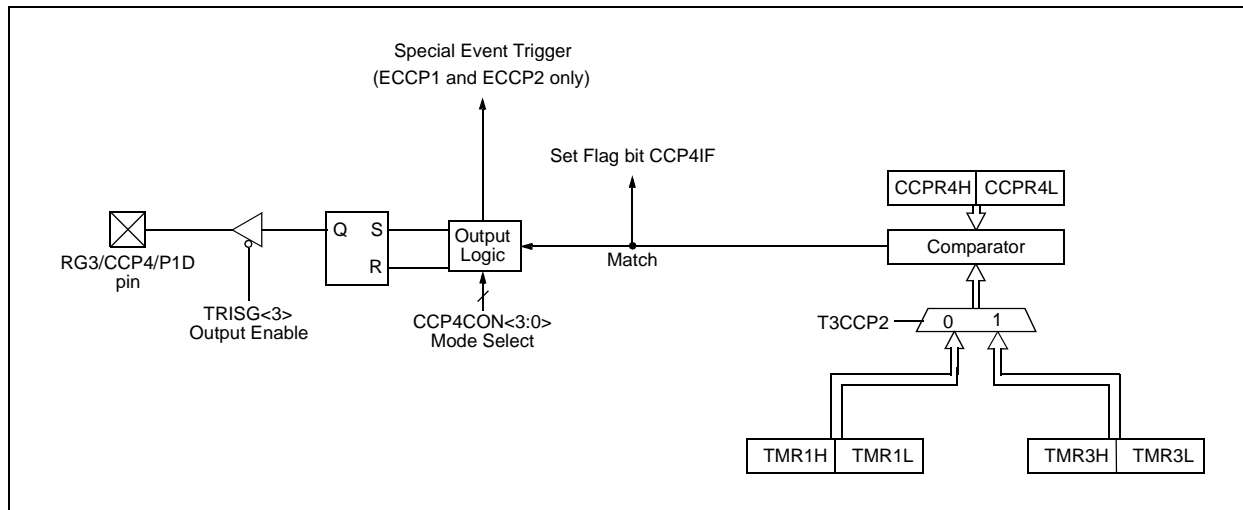 Special Event Trigger
(ECCP1 and ECCP2 only)
Set Flag bit CCP4IF
CCPR4H CCPR4L
Q S
R
Output
Logic
Match
Comparator
RG3/CCP4/P1D
pin
TRISG<3>
Output Enable
CCP4CON<3:0>
Mode Select
T3CCP2
0 1
TMR1H TMR1L
TMR3H TMR3L